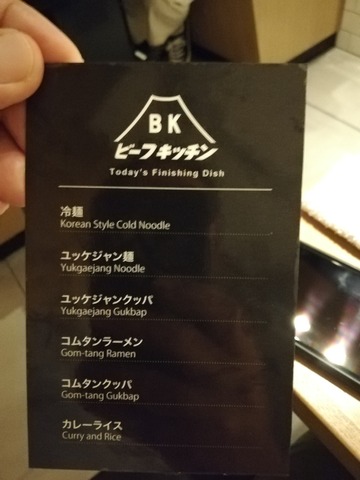 BK
ビーフキッチン
Today's Finishing Dish
冷麺
Korean Style Cold Noodle
ユッケジャン麺
Yukgaejang Noodle
ユッケジャンクッパ
Yukgaejang Gukbap
コムタンラーメン
Gom-tang Ramen
コムタンクッパ
Gom-tang Gukbap
カレーライス
Curry and Rice